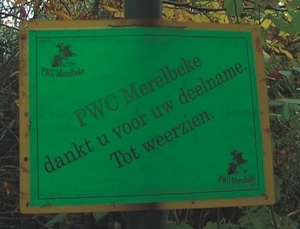 PWC Merelbeke
PWC Merelbeke
dankt u voor uw deelname.
Tot weerzien.
PWC Merelbeke